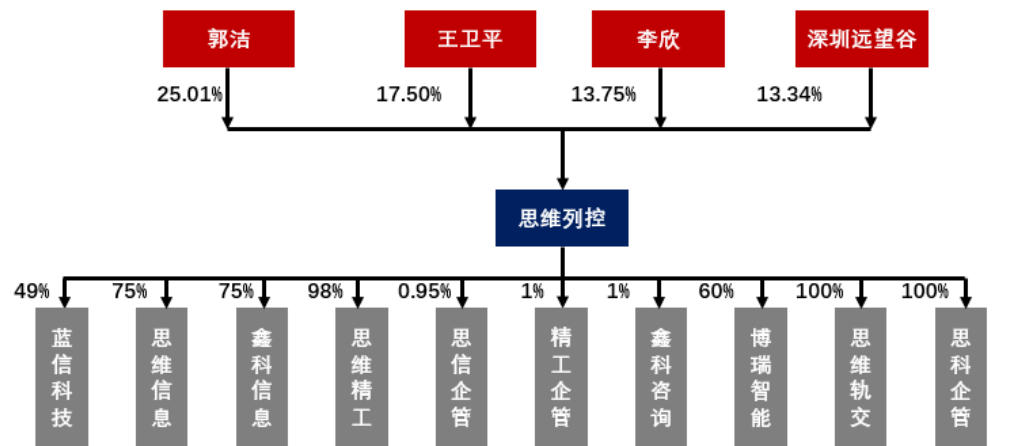 郭洁
王卫平
李欣
深圳远望谷
25.01%
17.50%
13.75%
13.34%
思维列控
49%
75%
75%
98%
0.95%
1%
1%
60%
100%
100%
蓝信科技
思维信息
鑫科信息
思维精工
思信企管
精工企管
鑫科咨询
博瑞智能
思维轨交
思科企管